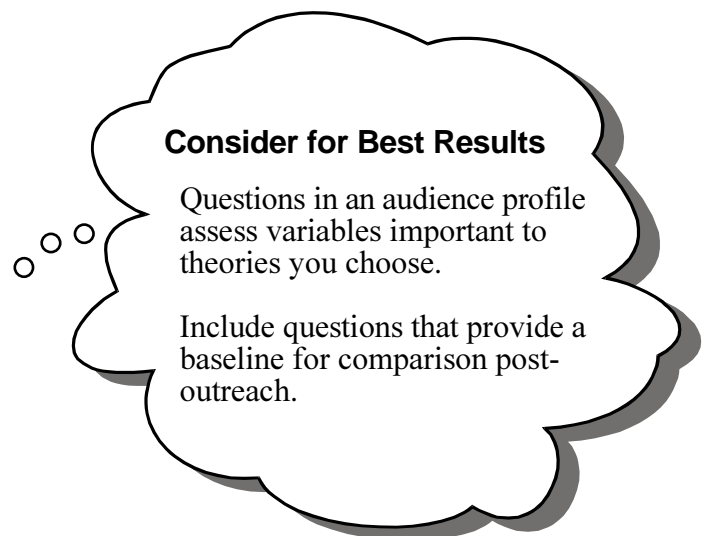 Consider for Best Results
Questions in an audience profile
assess variables important to
theories you choose.
Include questions that provide a
baseline for comparison post-
outreach.